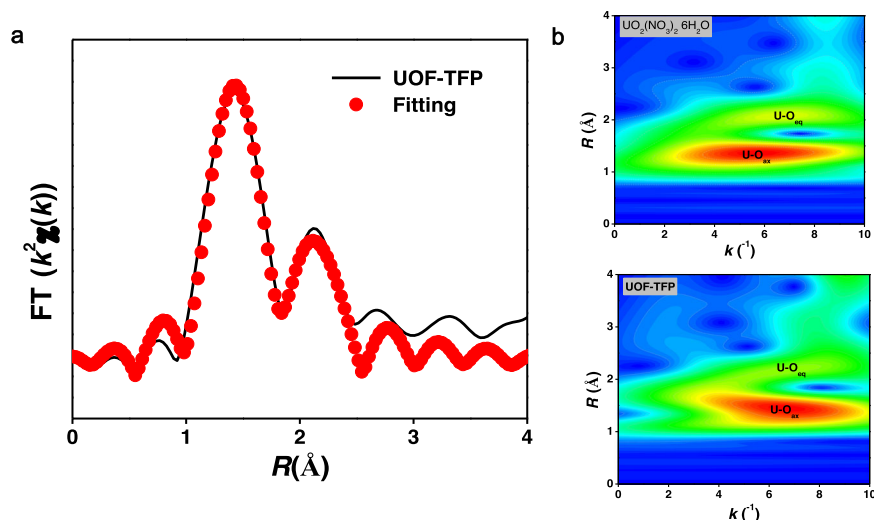 a
UOF-TFP
Fitting
FT (k²χ(k))
0 1 2 3 4
R(Å)
b
UO₂(NO₃)₂ 6H₂O
4
3
2
1
0
R (Å)
U-Oeq
U-Oax
0 2 4 6 8 10
k (⁻¹)
UOF-TFP
4
3
2
1
0
R (Å)
U-Oeq
U-Oax
0 2 4 6 8 10
k (⁻¹)